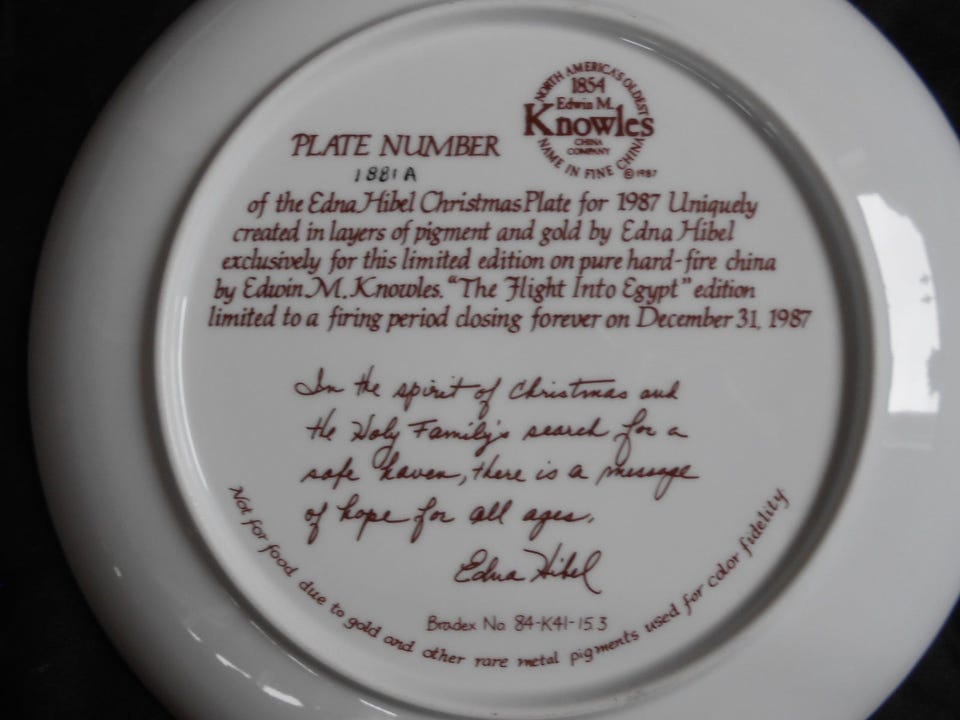 NORTH AMERICA'S OLDEST
1854
Edwin M.
Knowles
CHINA
COMPANY
NAME IN FINE CHINA
©1987
PLATE NUMBER
1881A
of the Edna Hibel Christmas Plate for 1987 Uniquely
created in layers of pigment and gold by Edna Hibel
exclusively for this limited edition on pure hard-fire china
by Edwin M. Knowles. "The Flight Into Egypt" edition
limited to a firing period closing forever on December 31, 1987
In the spirit of Christmas and
the Holy Family's search for a
safe haven, there is a message
of hope for all ages.
Edna Hibel
Bradex No. 84-K41-15.3
Not for food due to gold and other rare metal pigments used for color fidelity